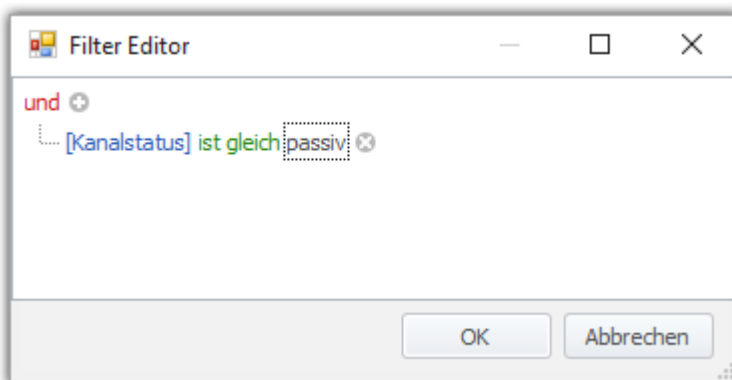 Filter Editor
und
[Kanalstatus] ist gleich passiv
OK Abbrechen